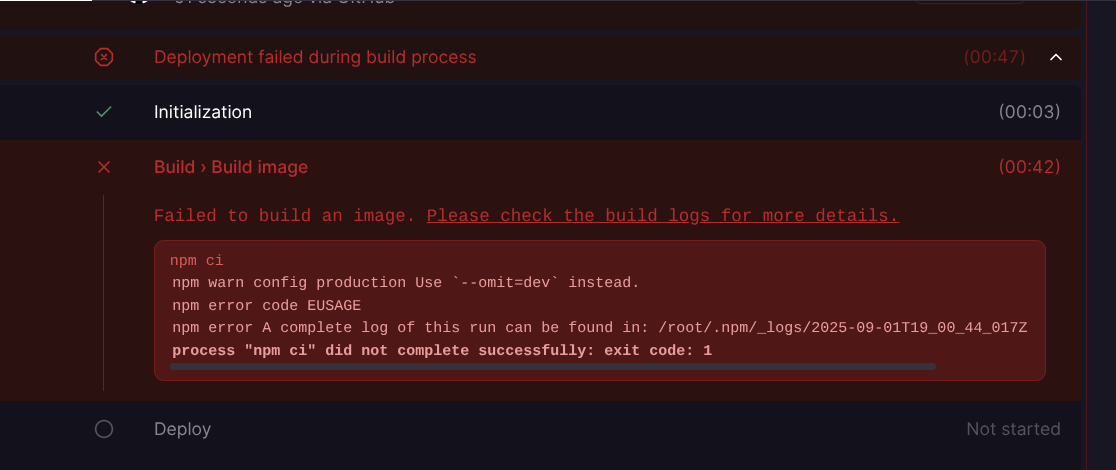 51 seconds ago via GitHub
Deployment failed during build process (00:47)
Initialization (00:03)
Build › Build image (00:42)
Failed to build an image. Please check the build logs for more details.
npm ci
npm warn config production Use `--omit=dev` instead.
npm error code EUSAGE
npm error A complete log of this run can be found in: /root/.npm/_logs/2025-09-01T19_00_44_017Z
process "npm ci" did not complete successfully: exit code: 1
Deploy Not started